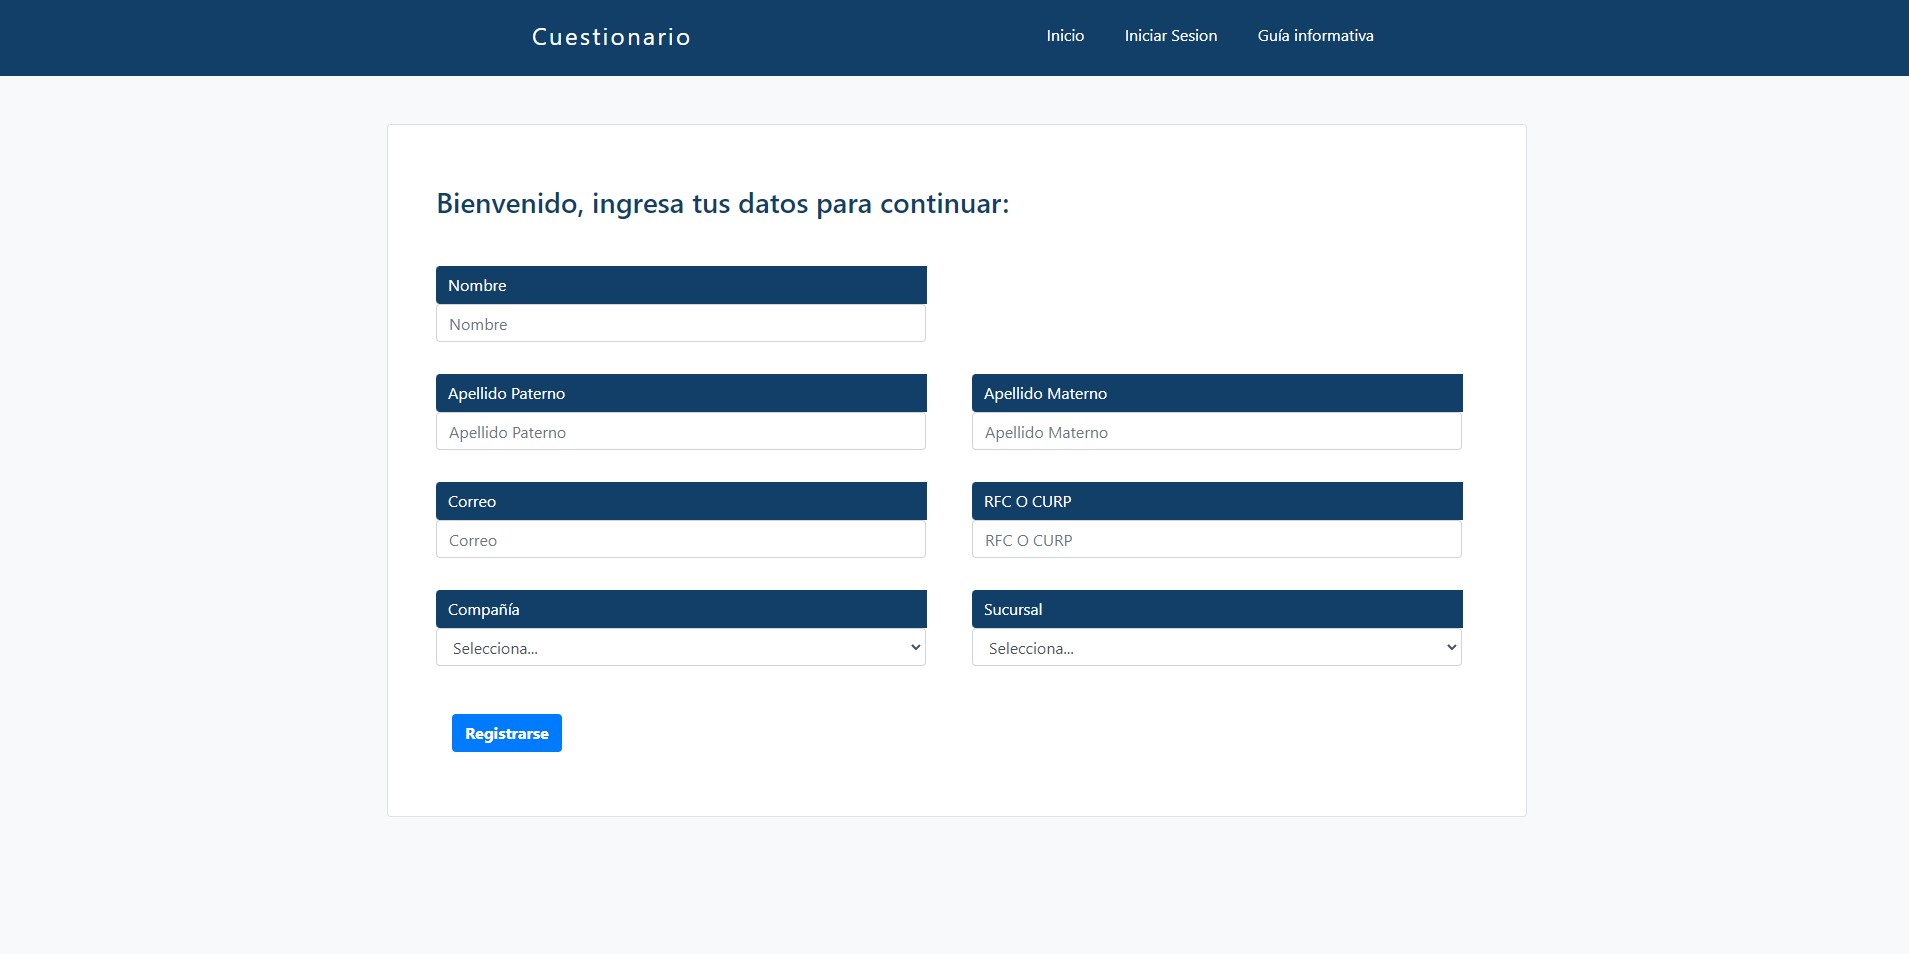 Cuestionario
Inicio
Iniciar Sesion
Guía informativa
Bienvenido, ingresa tus datos para continuar:
Nombre
Nombre
Apellido Paterno
Apellido Paterno
Apellido Materno
Apellido Materno
Correo
Correo
RFC O CURP
RFC O CURP
Compañía
Selecciona...
Sucursal
Selecciona...
Registrarse